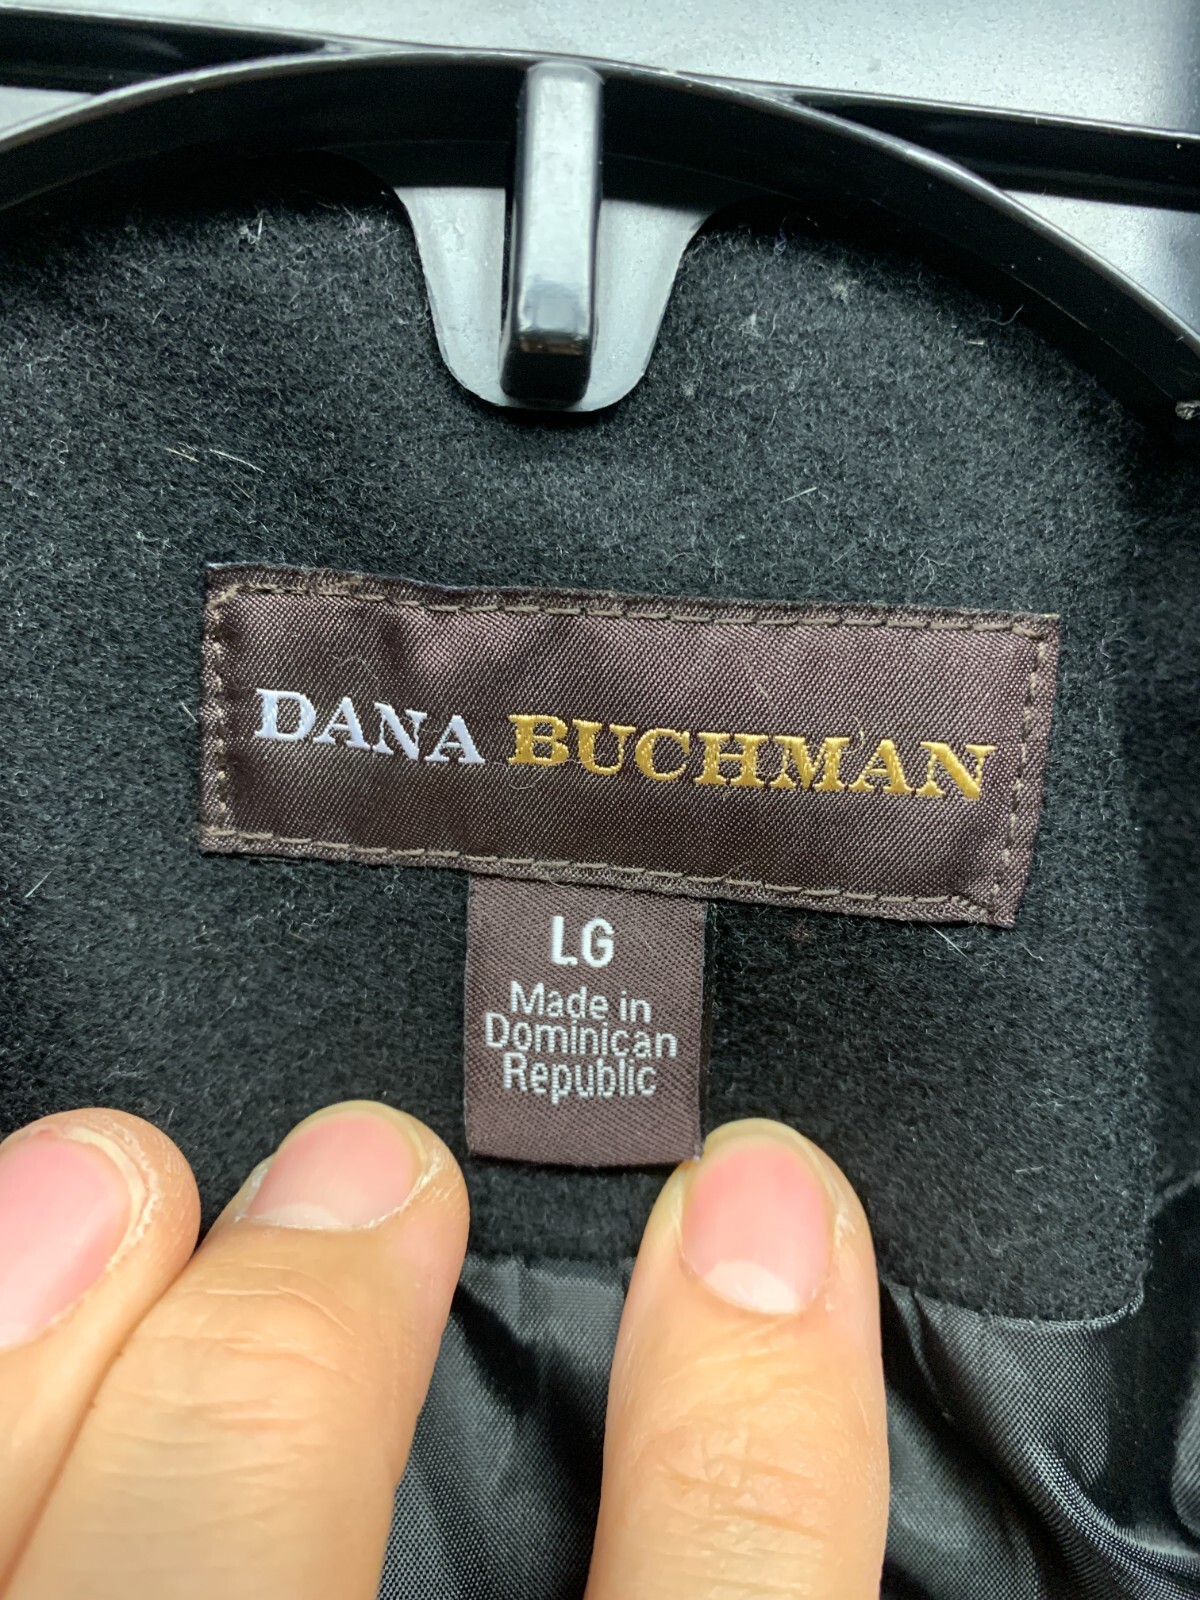 DANA BUCHMAN
LG
Made in
Dominican
Republic